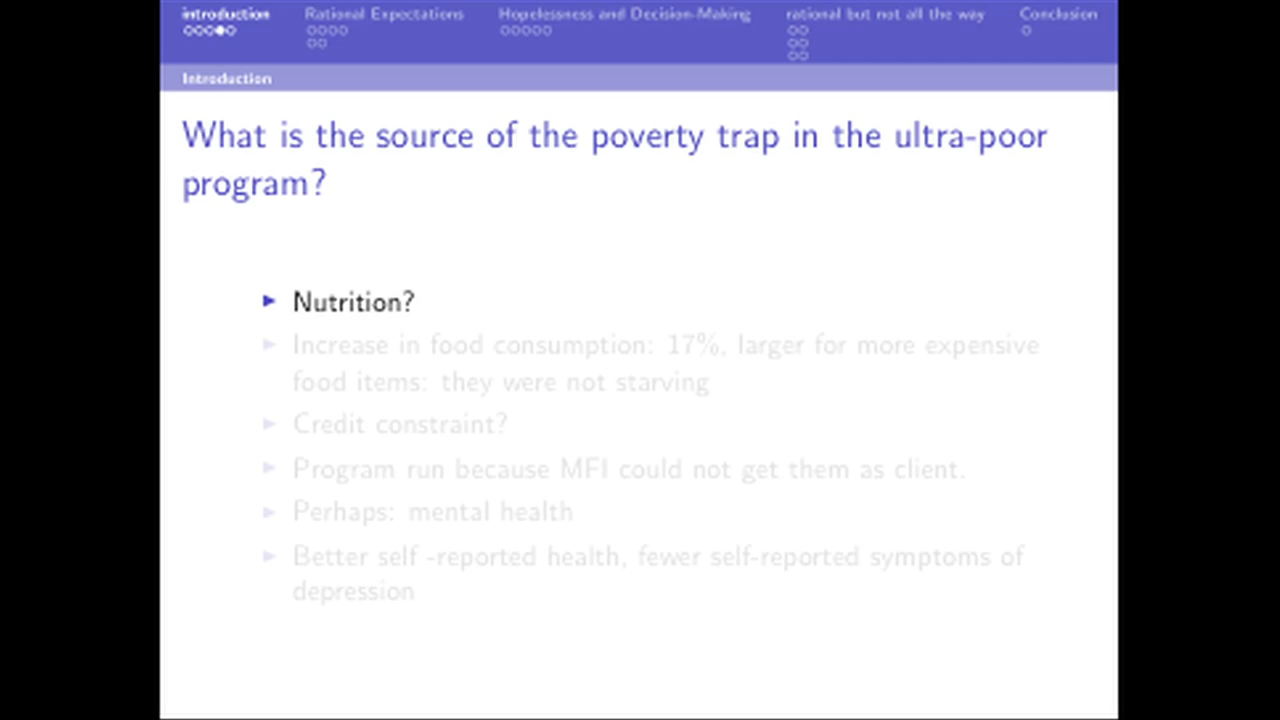 introduction Rational Expectations Hopelessness and Decision-Making rational but not all the way Conclusion
Introduction
What is the source of the poverty trap in the ultra-poor
program?
Nutrition?
Increase in food consumption: 17%, larger for more expensive
food items: they were not starving
Credit constraint?
Program run because MFI could not get them as client.
Perhaps: mental health
Better self -reported health, fewer self-reported symptoms of
depression